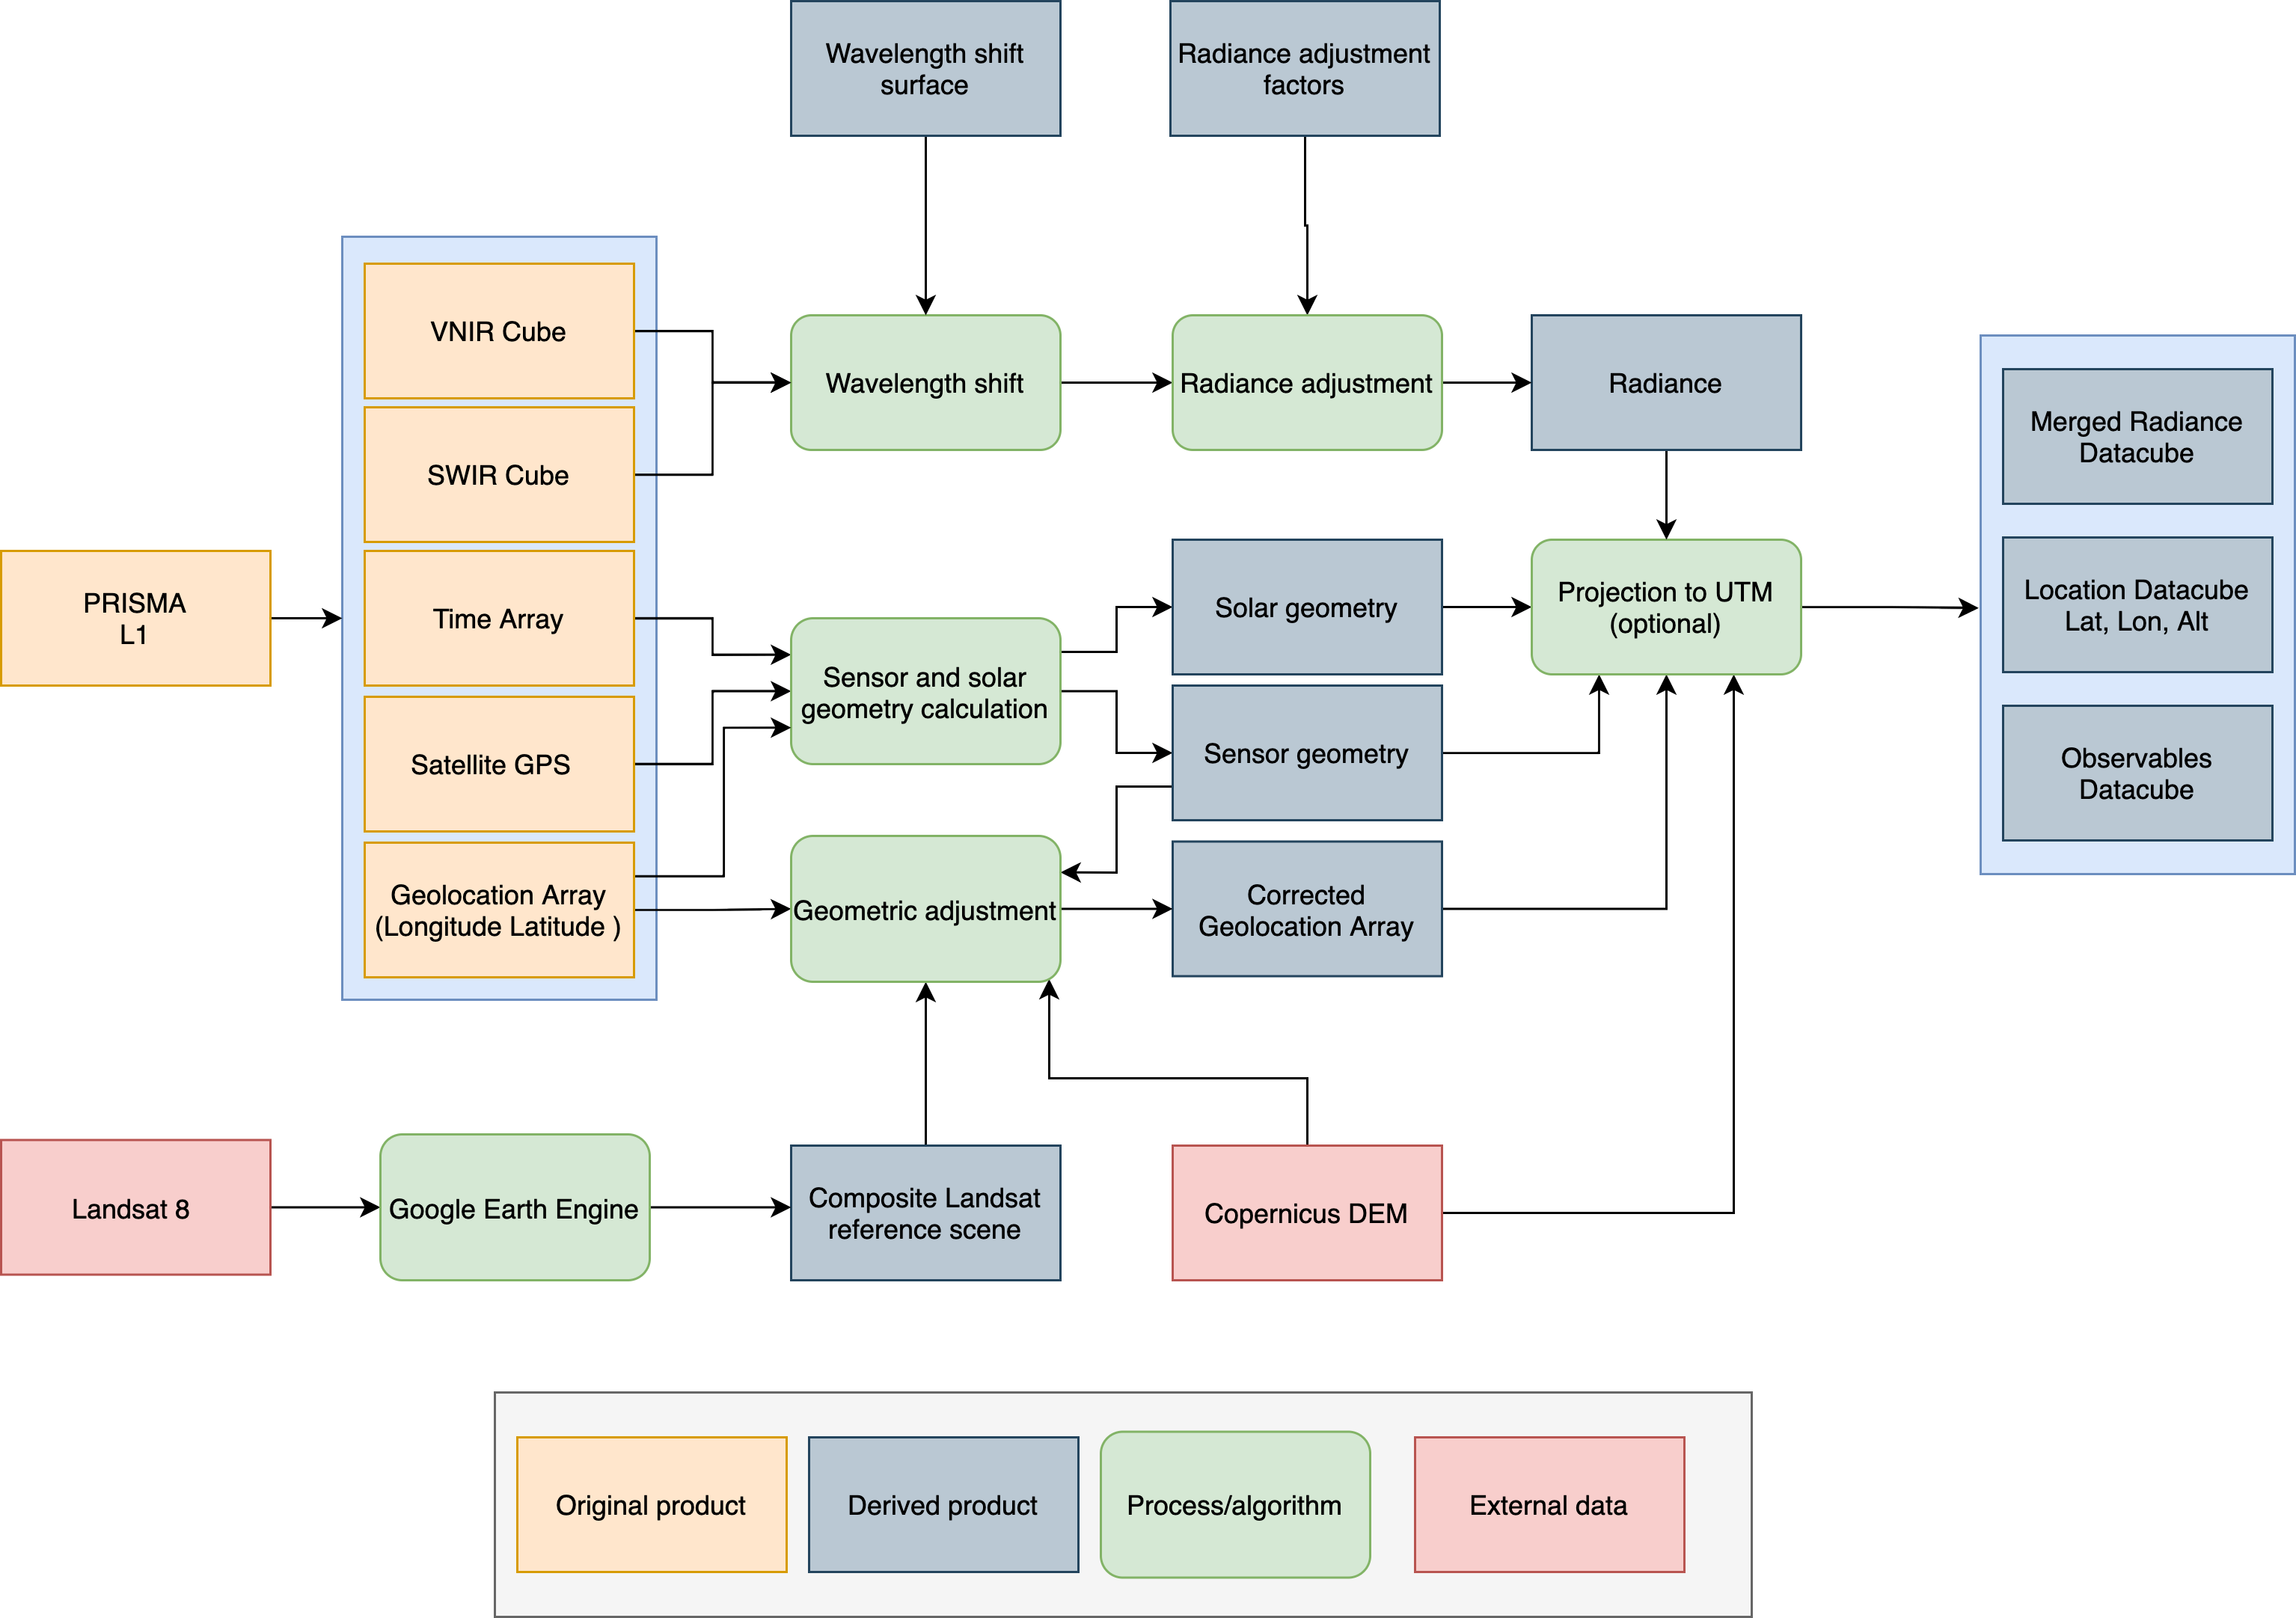 Wavelength shift
surface
Radiance adjustment
factors
VNIR Cube
Wavelength shift
Radiance adjustment
Radiance
Merged Radiance
Datacube
SWIR Cube
PRISMA
L1
Time Array
Sensor and solar
geometry calculation
Solar geometry
Projection to UTM
(optional)
Location Datacube
Lat, Lon, Alt
Satellite GPS
Sensor geometry
Observables
Datacube
Geolocation Array
(Longitude Latitude )
Geometric adjustment
Corrected
Geolocation Array
Landsat 8
Google Earth Engine
Composite Landsat
reference scene
Copernicus DEM
Original product
Derived product
Process/algorithm
External data